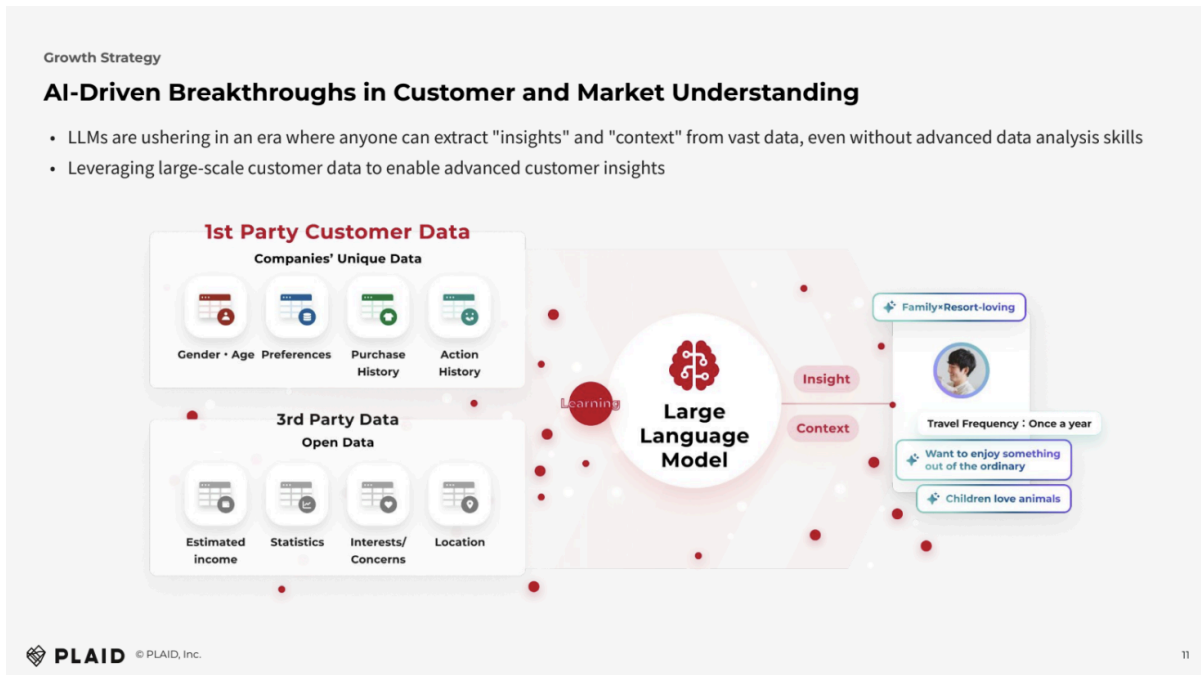 Growth Strategy
AI-Driven Breakthroughs in Customer and Market Understanding
• LLMs are ushering in an era where anyone can extract "insights" and "context" from vast data, even without advanced data analysis skills
• Leveraging large-scale customer data to enable advanced customer insights
1st Party Customer Data
Companies’ Unique Data
Gender・Age
Preferences
Purchase
History
Action
History
3rd Party Data
Open Data
Estimated
income
Statistics
Interests/
Concerns
Location
Learning
Large
Language
Model
Insight
Context
Family×Resort-loving
Travel Frequency：Once a year
Want to enjoy something
out of the ordinary
Children love animals
PLAID
© PLAID, Inc.
11